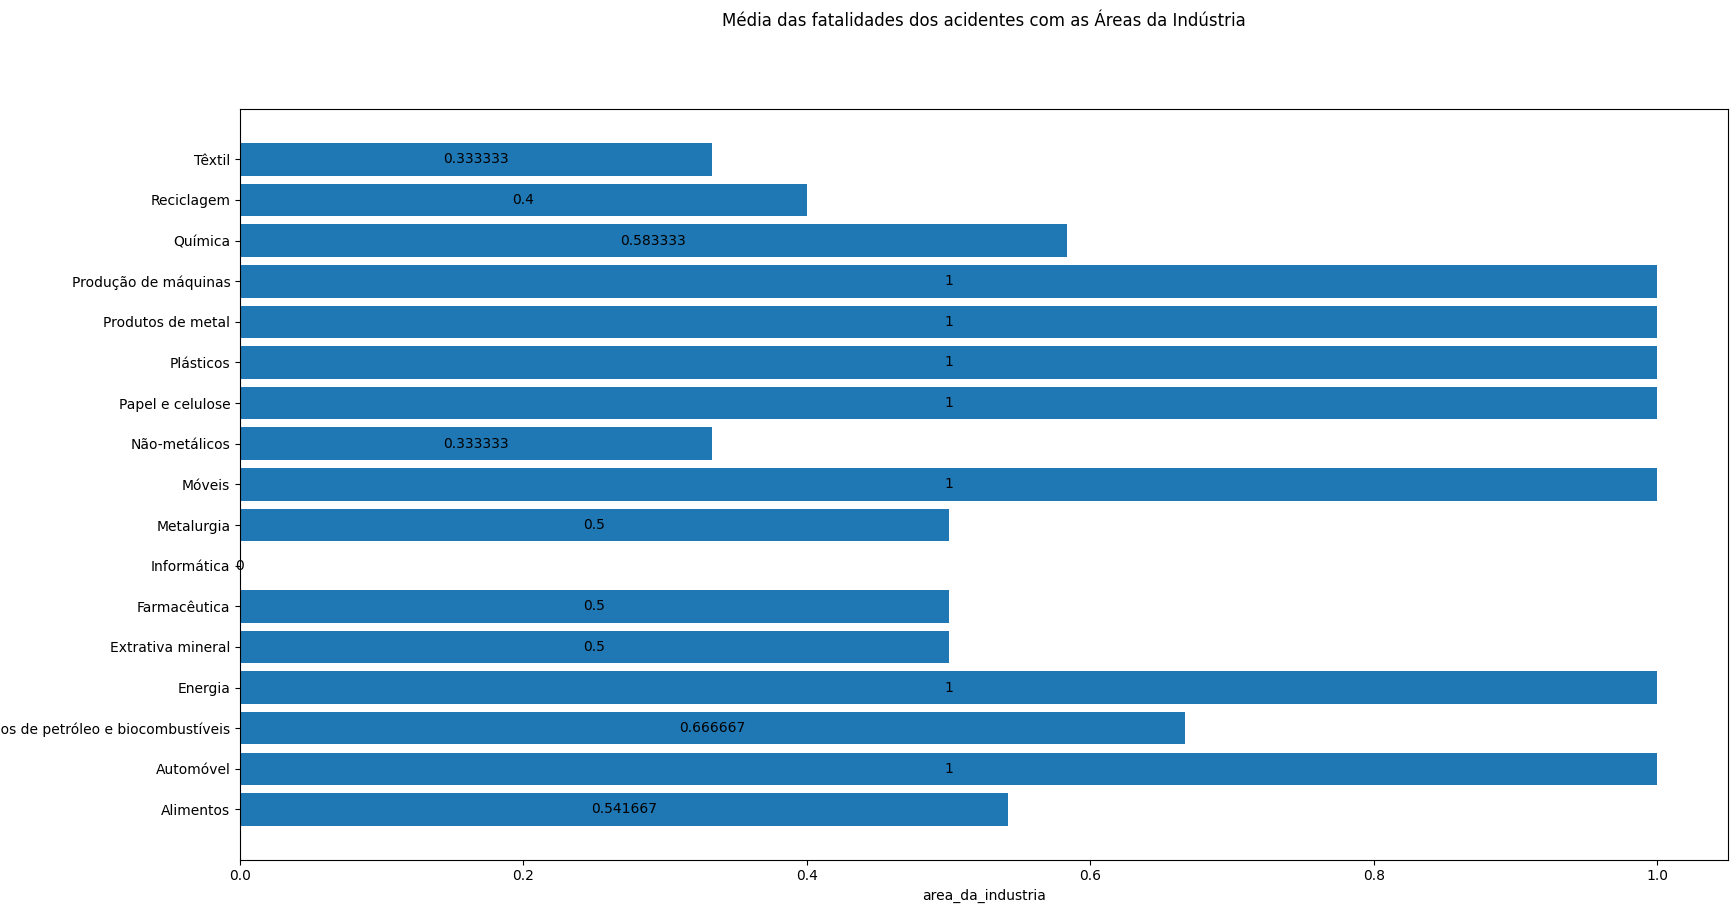 Média das fatalidades dos acidentes com as Áreas da Indústria
Têxtil 0.333333
Reciclagem 0.4
Química 0.583333
Produção de máquinas 1
Produtos de metal 1
Plásticos 1
Papel e celulose 1
Não-metálicos 0.333333
Móveis 1
Metalurgia 0.5
Informática 0
Farmacêutica 0.5
Extrativa mineral 0.5
Energia 1
os de petróleo e biocombustíveis 0.666667
Automóvel 1
Alimentos 0.541667
0.0 0.2 0.4 0.6 0.8 1.0
area_da_industria